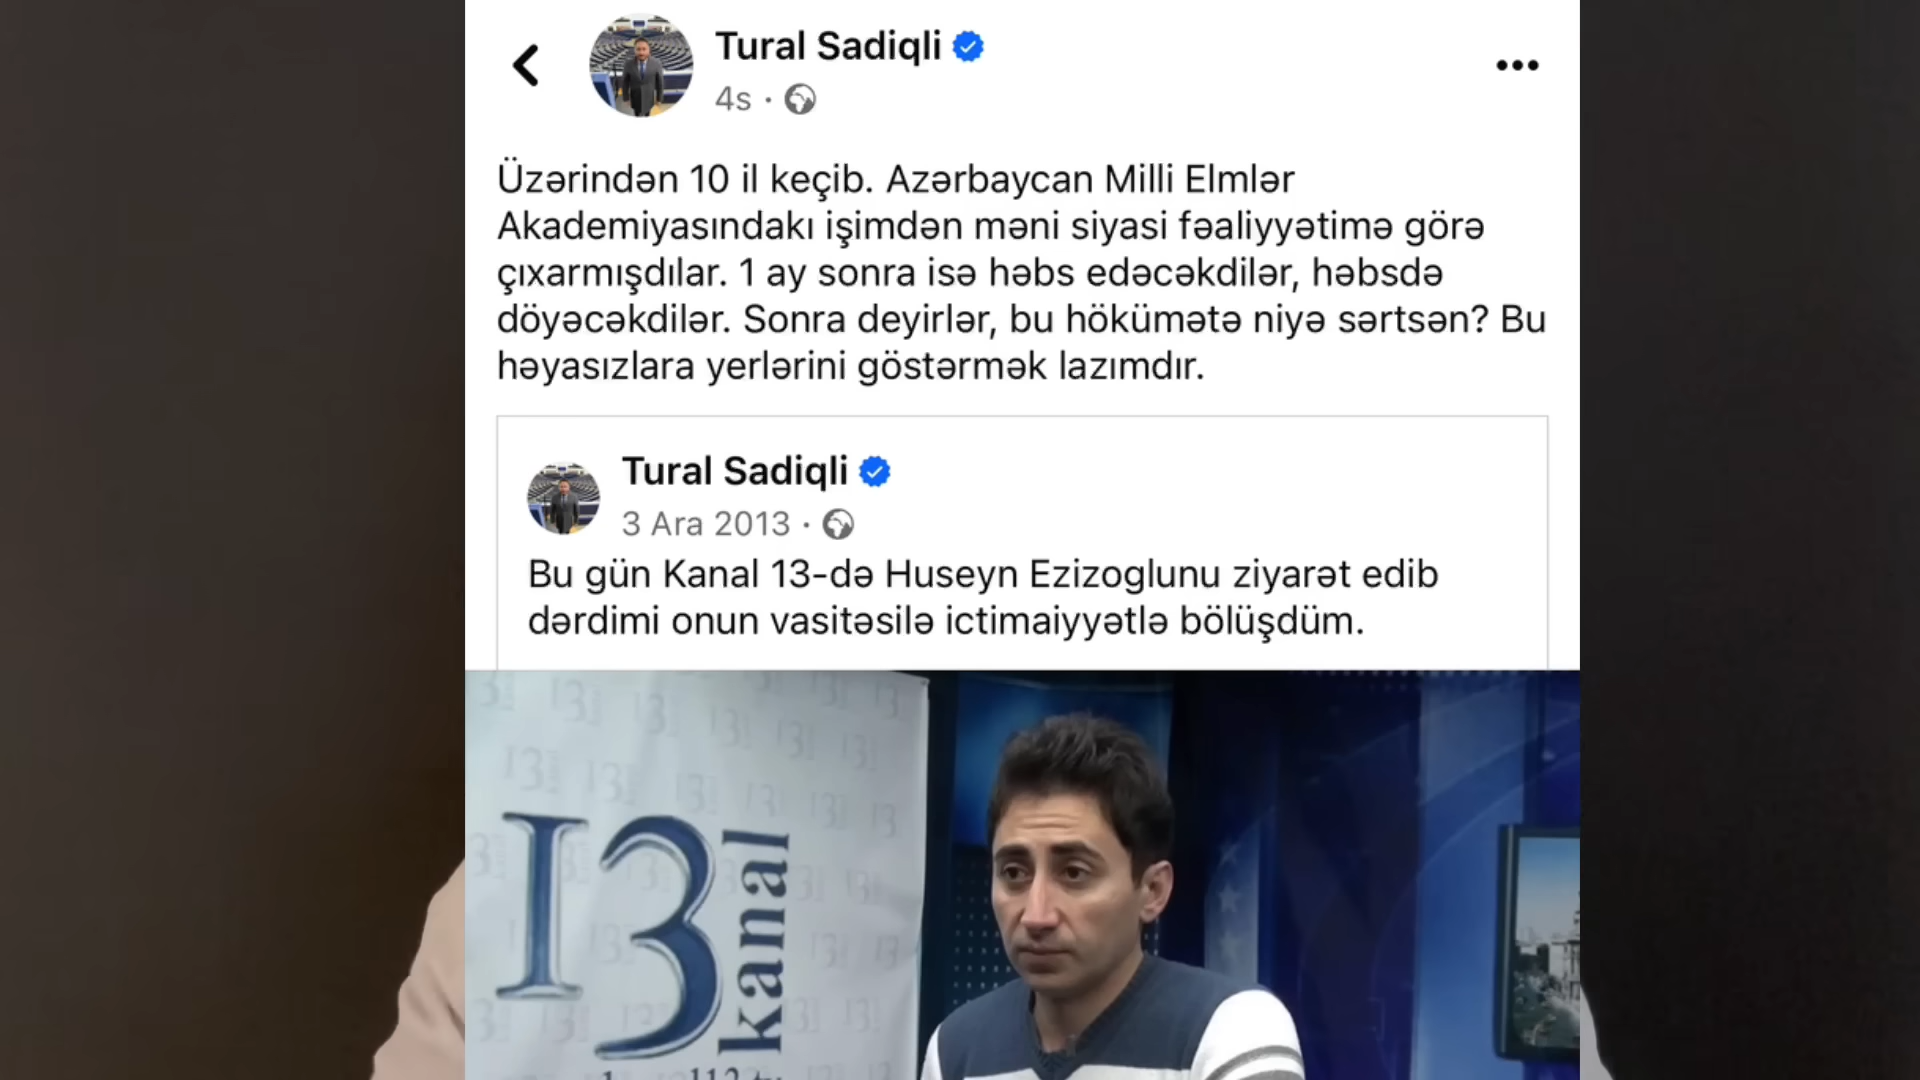 Tural Sadiqli
4s
Üzərindən 10 il keçib. Azərbaycan Milli Elmlər
Akademiyasındakı işimdən məni siyasi fəaliyyətimə görə
çıxarmışdılar. 1 ay sonra isə həbs edəcəkdilər, həbsdə
döyəcəkdilər. Sonra deyirlər, bu hökümətə niyə sərtsən? Bu
həyasızlara yerlərini göstərmək lazımdır.
Tural Sadiqli
3 Ara 2013
Bu gün Kanal 13-də Huseyn Ezizoglunu ziyarət edib
dərdimi onun vasitəsilə ictimaiyyətlə bölüşdüm.
13
kanal